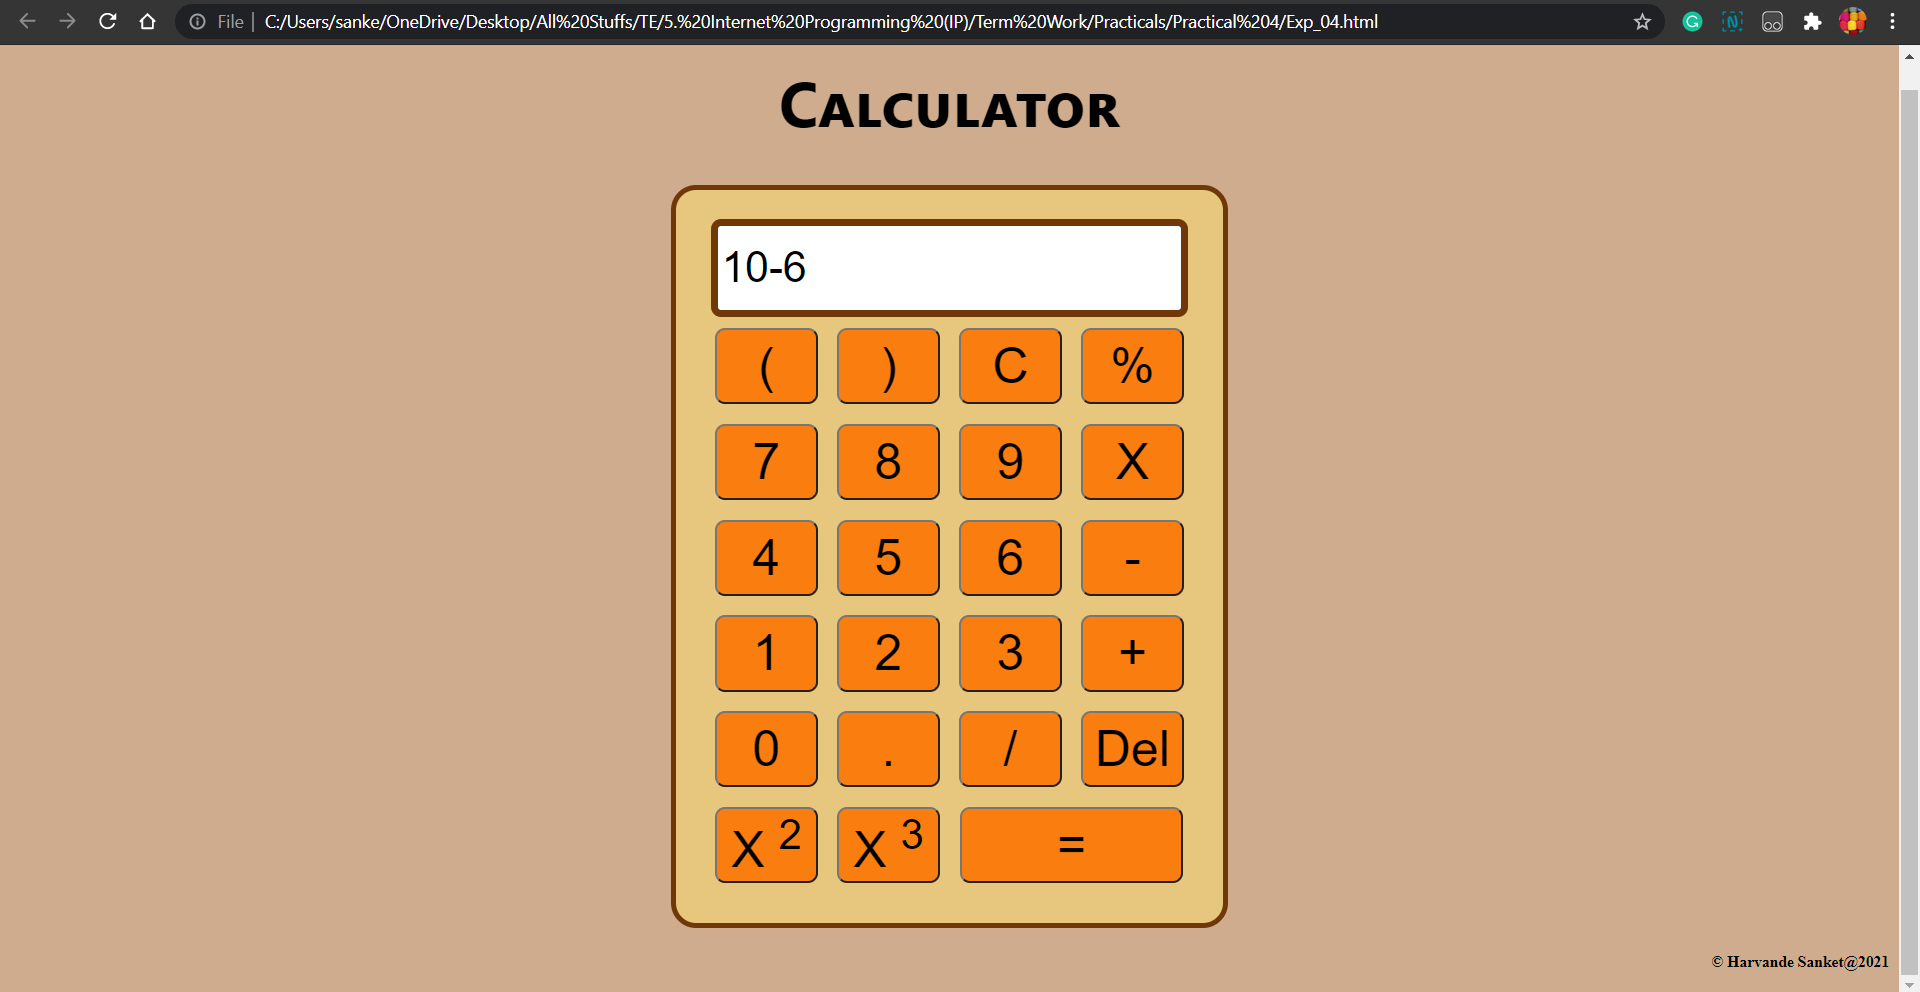 File | C:/Users/sanke/OneDrive/Desktop/All%20Stuffs/TE/5.%20Internet%20Programming%20(IP)/Term%20Work/Practicals/Practical%204/Exp_04.html
Calculator
10-6
( ) C %
7 8 9 X
4 5 6 -
1 2 3 +
0 . / Del
X 2 X 3 =
© Harvande Sanket@2021